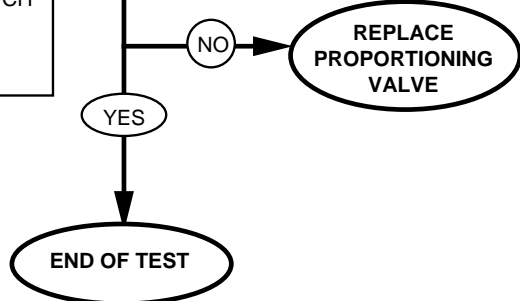 CH
NO
REPLACE
PROPORTIONING
VALVE
YES
END OF TEST